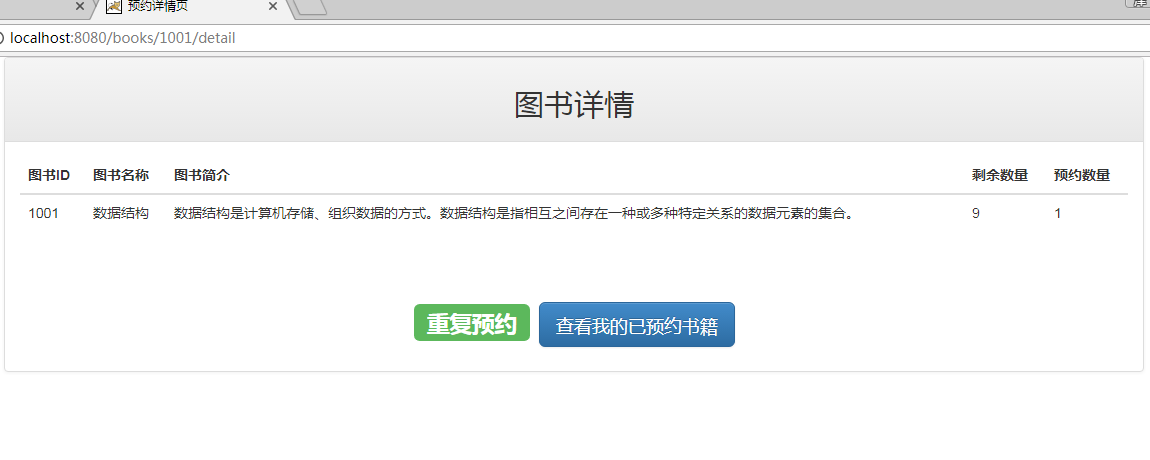 预约详情页
localhost:8080/books/1001/detail
图书详情
图书ID 图书名称 图书简介 剩余数量 预约数量
1001 数据结构 数据结构是计算机存储、组织数据的方式。数据结构是指相互之间存在一种或多种特定关系的数据元素的集合。 9 1
重复预约 查看我的已预约书籍